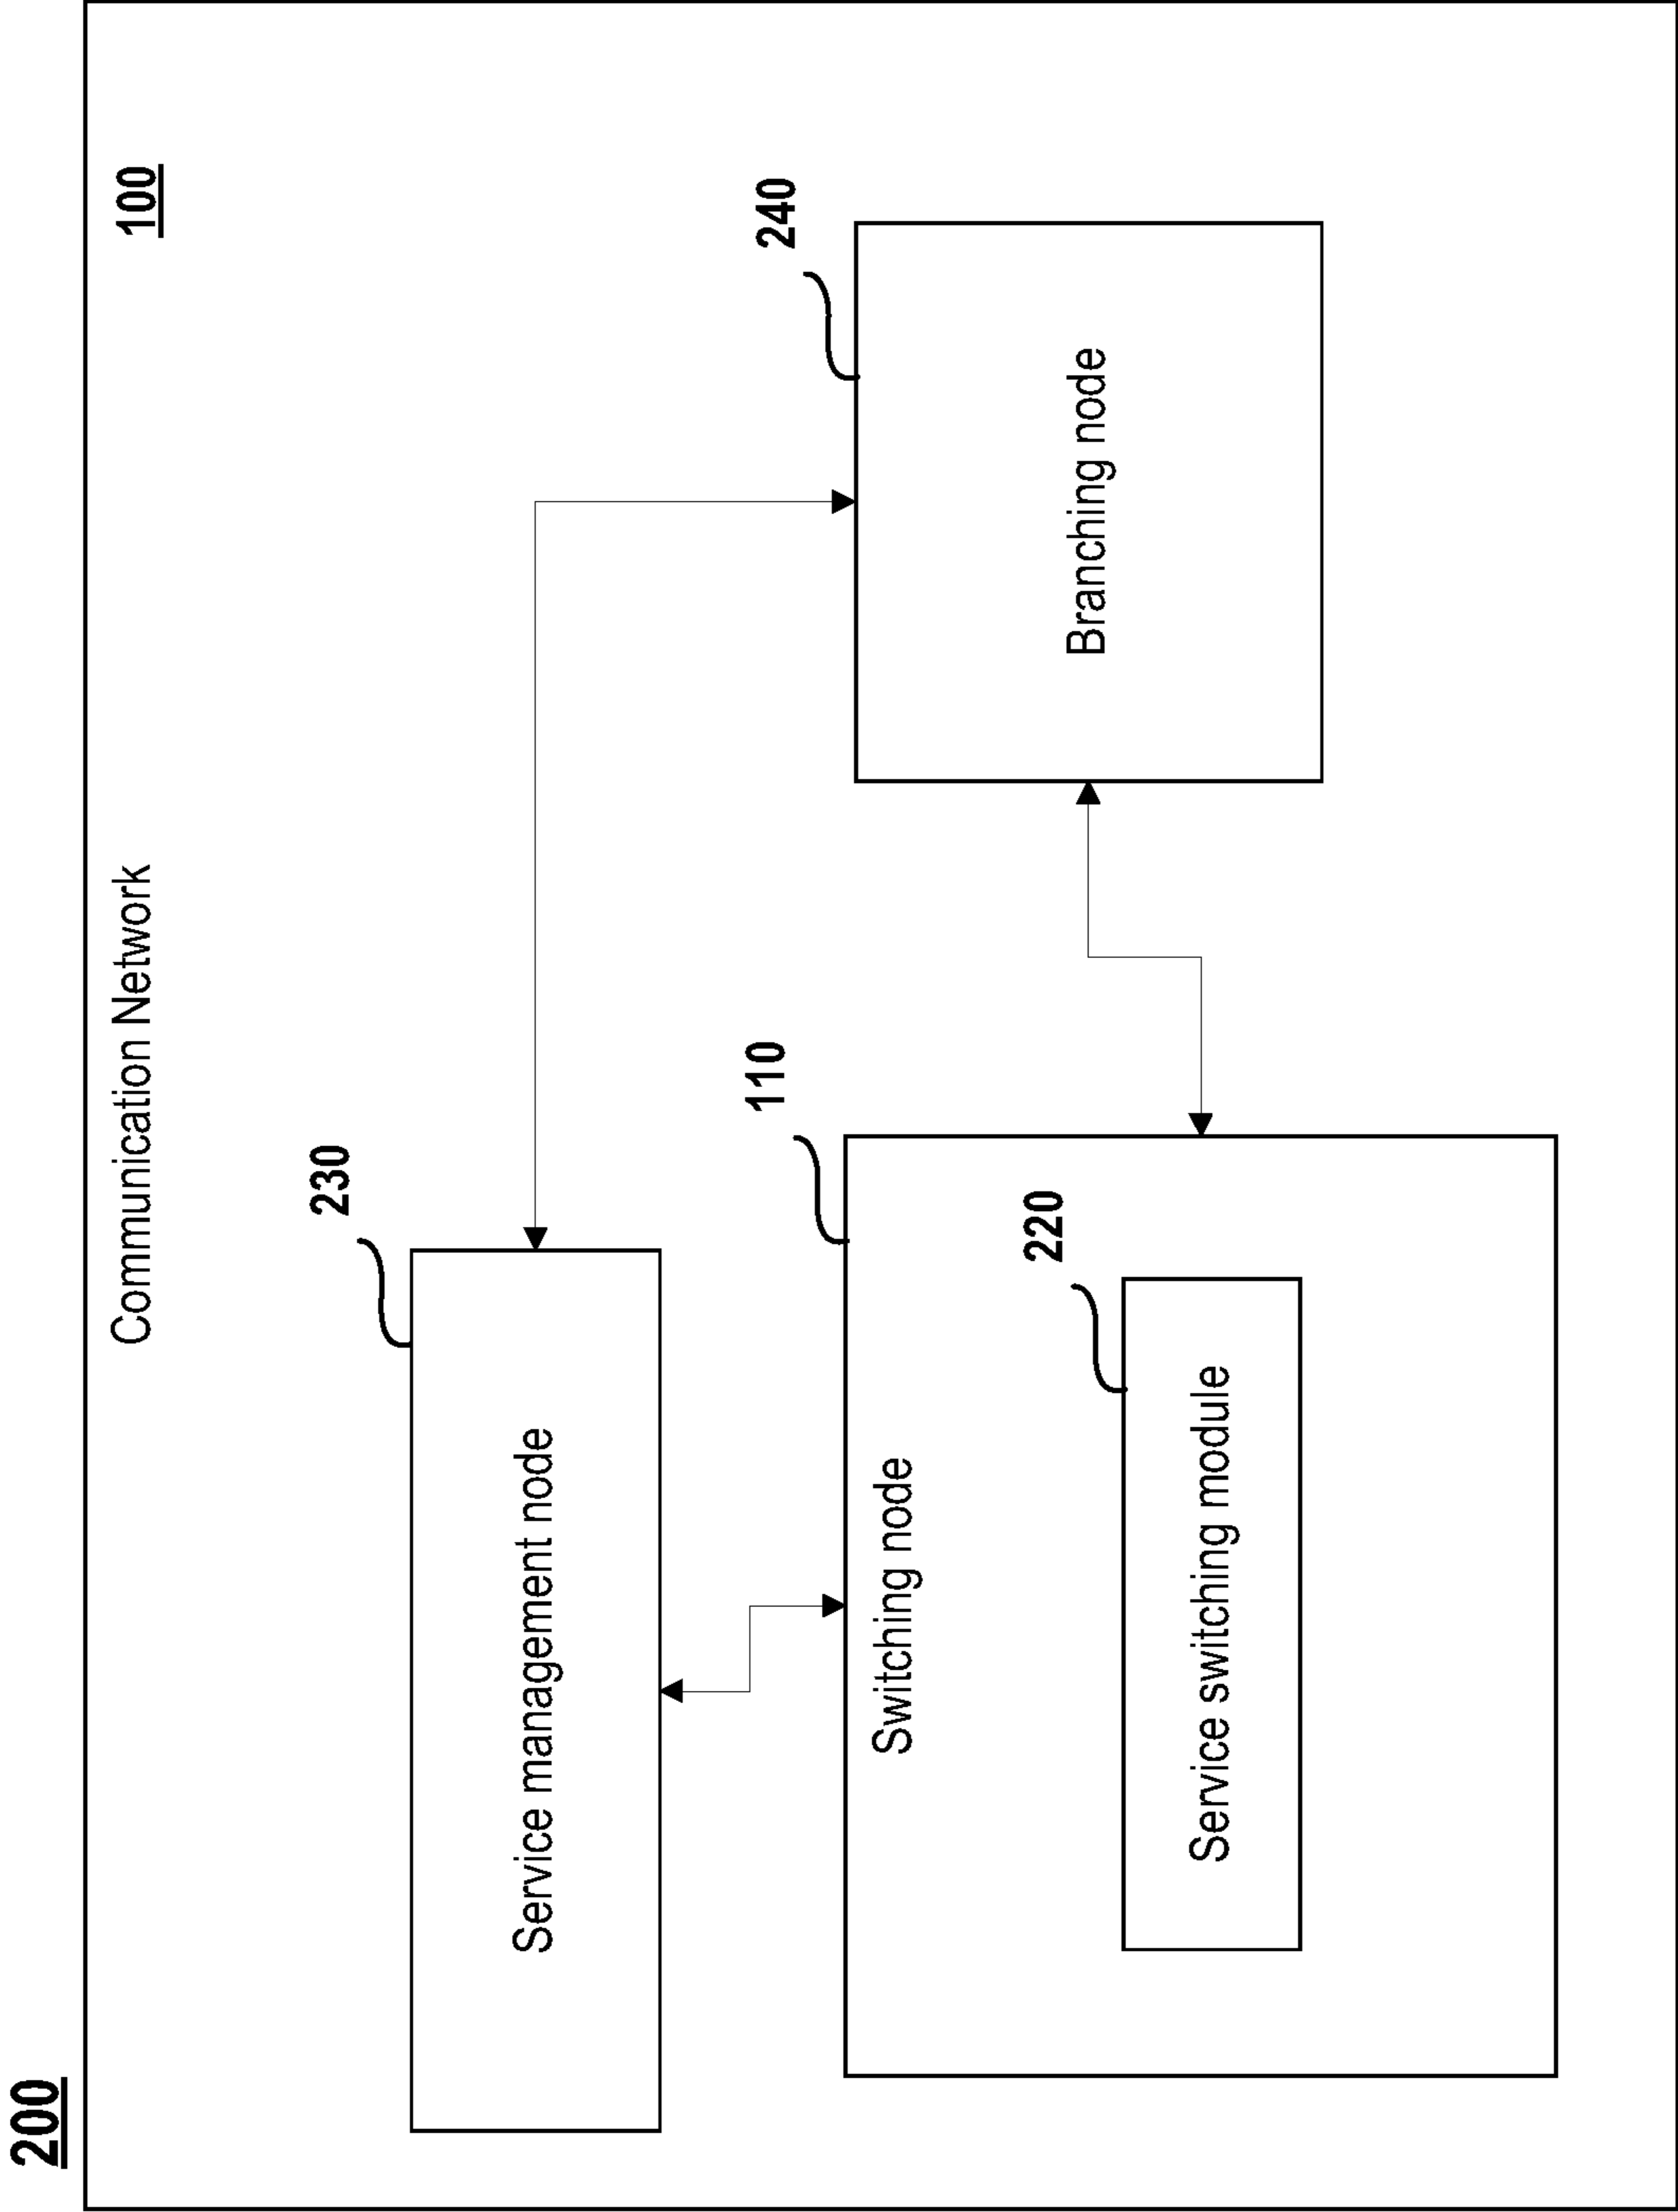 200
Communication Network
100
230
Service management node
110
Switching node
220
Service switching module
240
Branching node